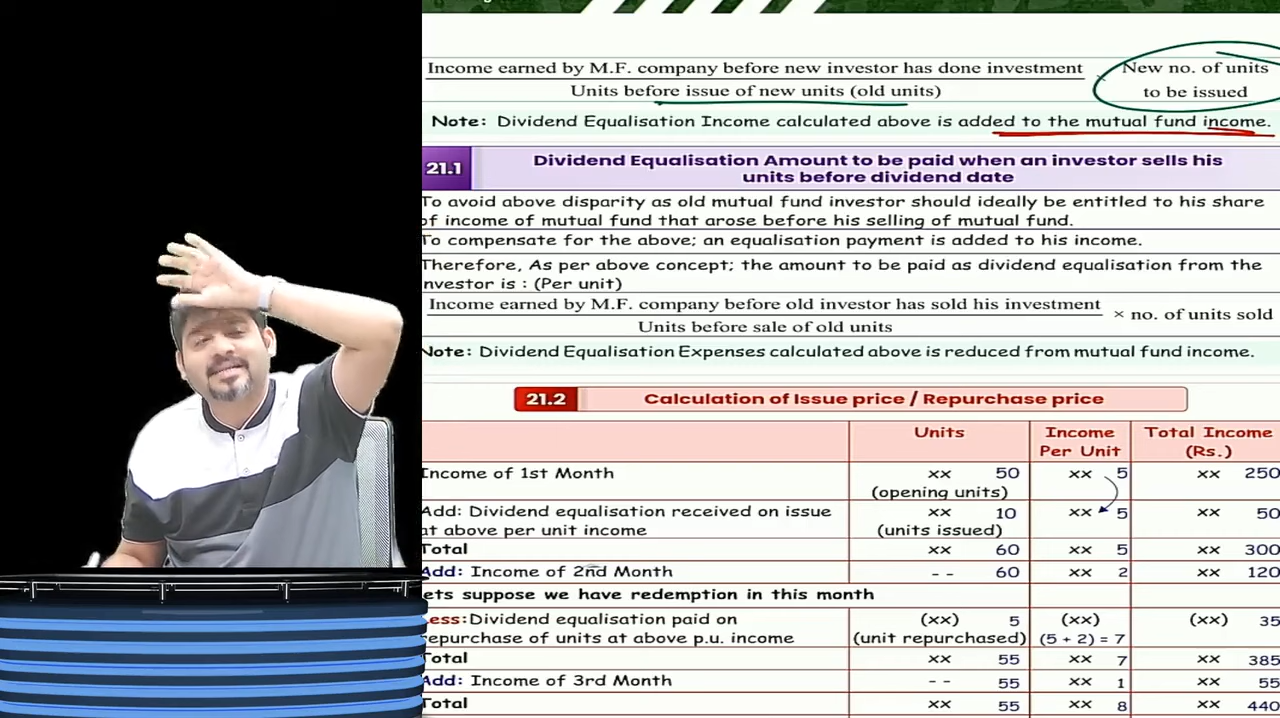 Income earned by M.F. company before new investor has done investment
Units before issue of new units (old units)
× New no. of units
to be issued
Note: Dividend Equalisation Income calculated above is added to the mutual fund income.
21.1 Dividend Equalisation Amount to be paid when an investor sells his
units before dividend date
To avoid above disparity as old mutual fund investor should ideally be entitled to his share
of income of mutual fund that arose before his selling of mutual fund.
To compensate for the above; an equalisation payment is added to his income.
Therefore, As per above concept; the amount to be paid as dividend equalisation from the
nvestor is : (Per unit)
Income earned by M.F. company before old investor has sold his investment
Units before sale of old units
× no. of units sold
Note: Dividend Equalisation Expenses calculated above is reduced from mutual fund income.
21.2 Calculation of Issue price / Repurchase price
Units Income Total Income
Per Unit (Rs.)
Income of 1st Month xx 50 xx 5 xx 250
(opening units)
Add: Dividend equalisation received on issue xx 10 xx 5 xx 50
at above per unit income (units issued)
Total xx 60 xx 5 xx 300
Add: Income of 2nd Month - - 60 xx 2 xx 120
ets suppose we have redemption in this month
ess: Dividend equalisation paid on (xx) 5 (xx) (xx) 35
repurchase of units at above p.u. income (unit repurchased) (5 + 2) = 7
Total xx 55 xx 7 xx 385
Add: Income of 3rd Month - - 55 xx 1 xx 55
Total xx 55 xx 8 xx 440